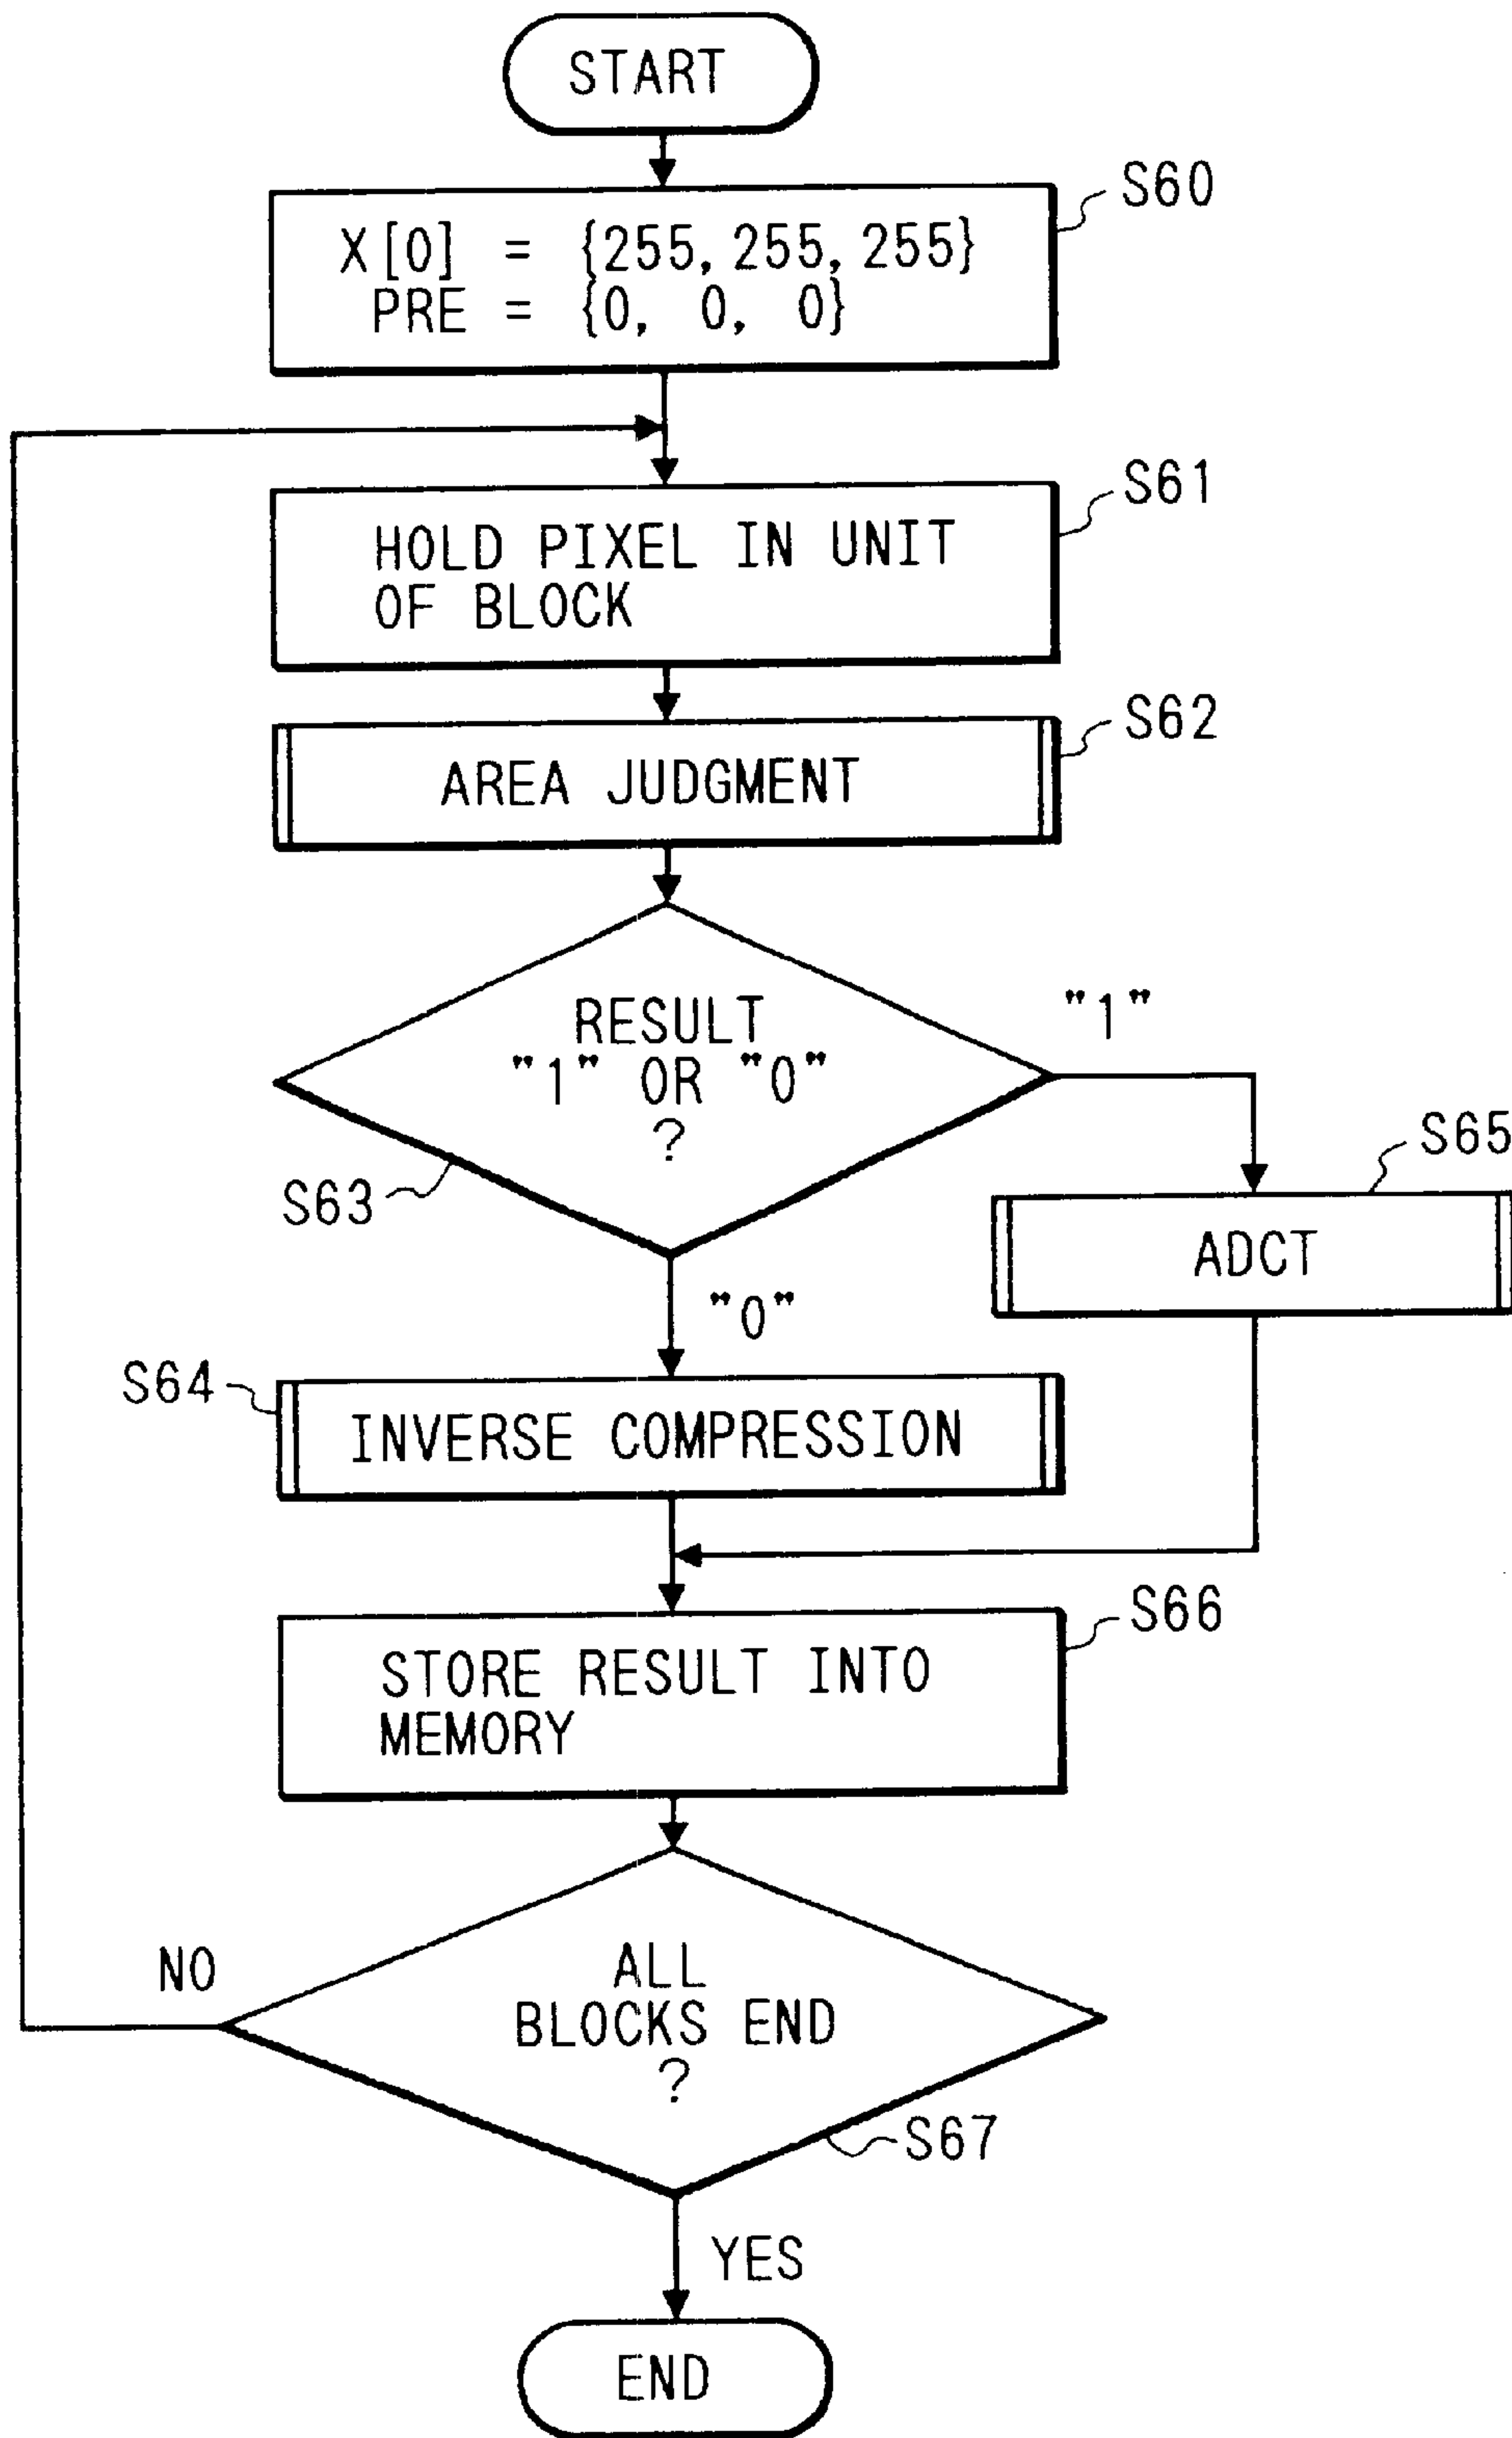 START
S60
X[0] = {255, 255, 255}
PRE = {0, 0, 0}
S61
HOLD PIXEL IN UNIT
OF BLOCK
S62
AREA JUDGMENT
RESULT
"1" OR "0"
?
"1"
S63
S65
ADCT
"0"
S64
INVERSE COMPRESSION
S66
STORE RESULT INTO
MEMORY
NO
ALL
BLOCKS END
?
S67
YES
END